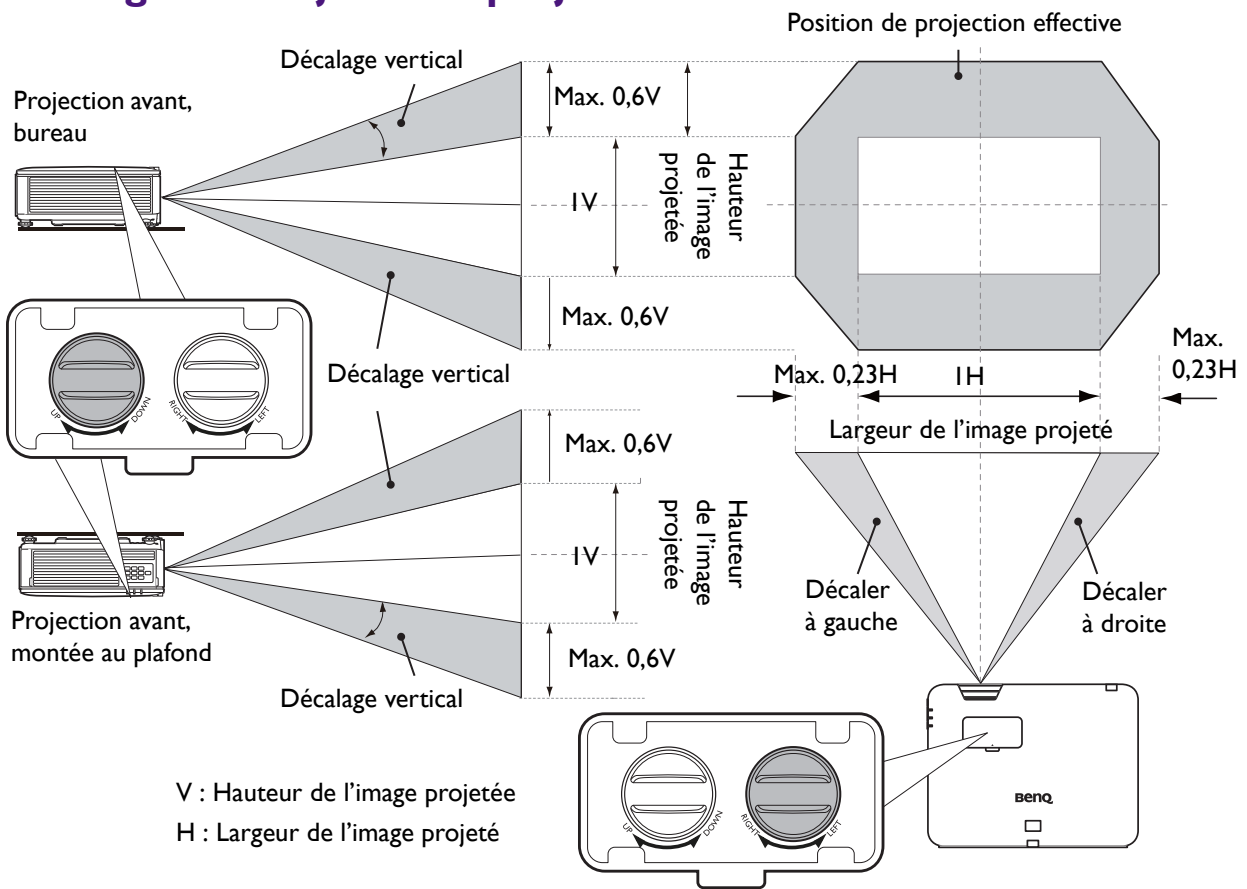 Position de projection effective
Décalage vertical
Projection avant,
bureau
Max. 0,6V
Hauteur
de l'image
projetée
1V
Max. 0,6V
Décalage vertical
UP
DOWN
RIGHT
LEFT
Max.
0,23H
Max. 0,23H
1H
Largeur de l'image projeté
Max. 0,6V
Hauteur
de l'image
projetée
1V
Projection avant,
montée au plafond
Max. 0,6V
Décalage vertical
Décaler
à gauche
Décaler
à droite
V : Hauteur de l'image projetée
H : Largeur de l'image projeté
UP
DOWN
RIGHT
LEFT
BenQ